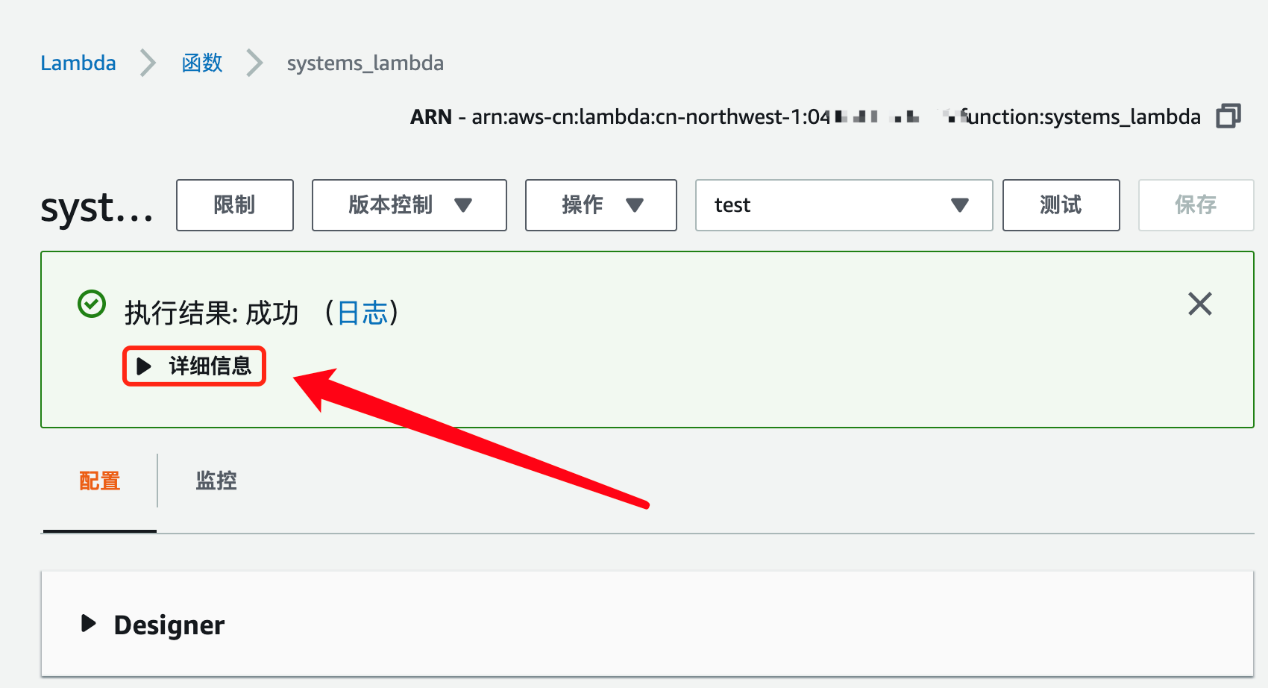 Lambda 函数 systems_lambda
ARN - arn:aws-cn:lambda:cn-northwest-1:04 function:systems_lambda
syst... 限制 版本控制 操作 test 测试 保存
执行结果: 成功 (日志)
详细信息
配置 监控
Designer